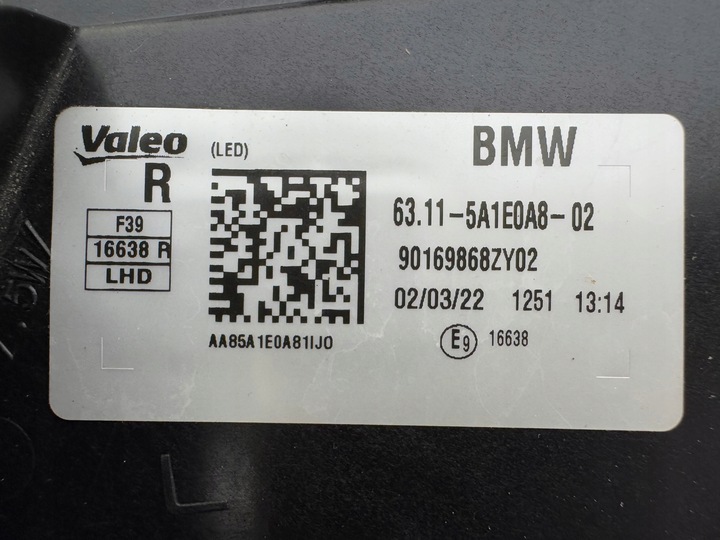 Valeo
(LED)
BMW
R
F39
16638 R
LHD
63.11-5A1E0A8-02
90169868ZY02
02/03/22 1251 13:14
E9 16638
AA85A1E0A81IJ0
L